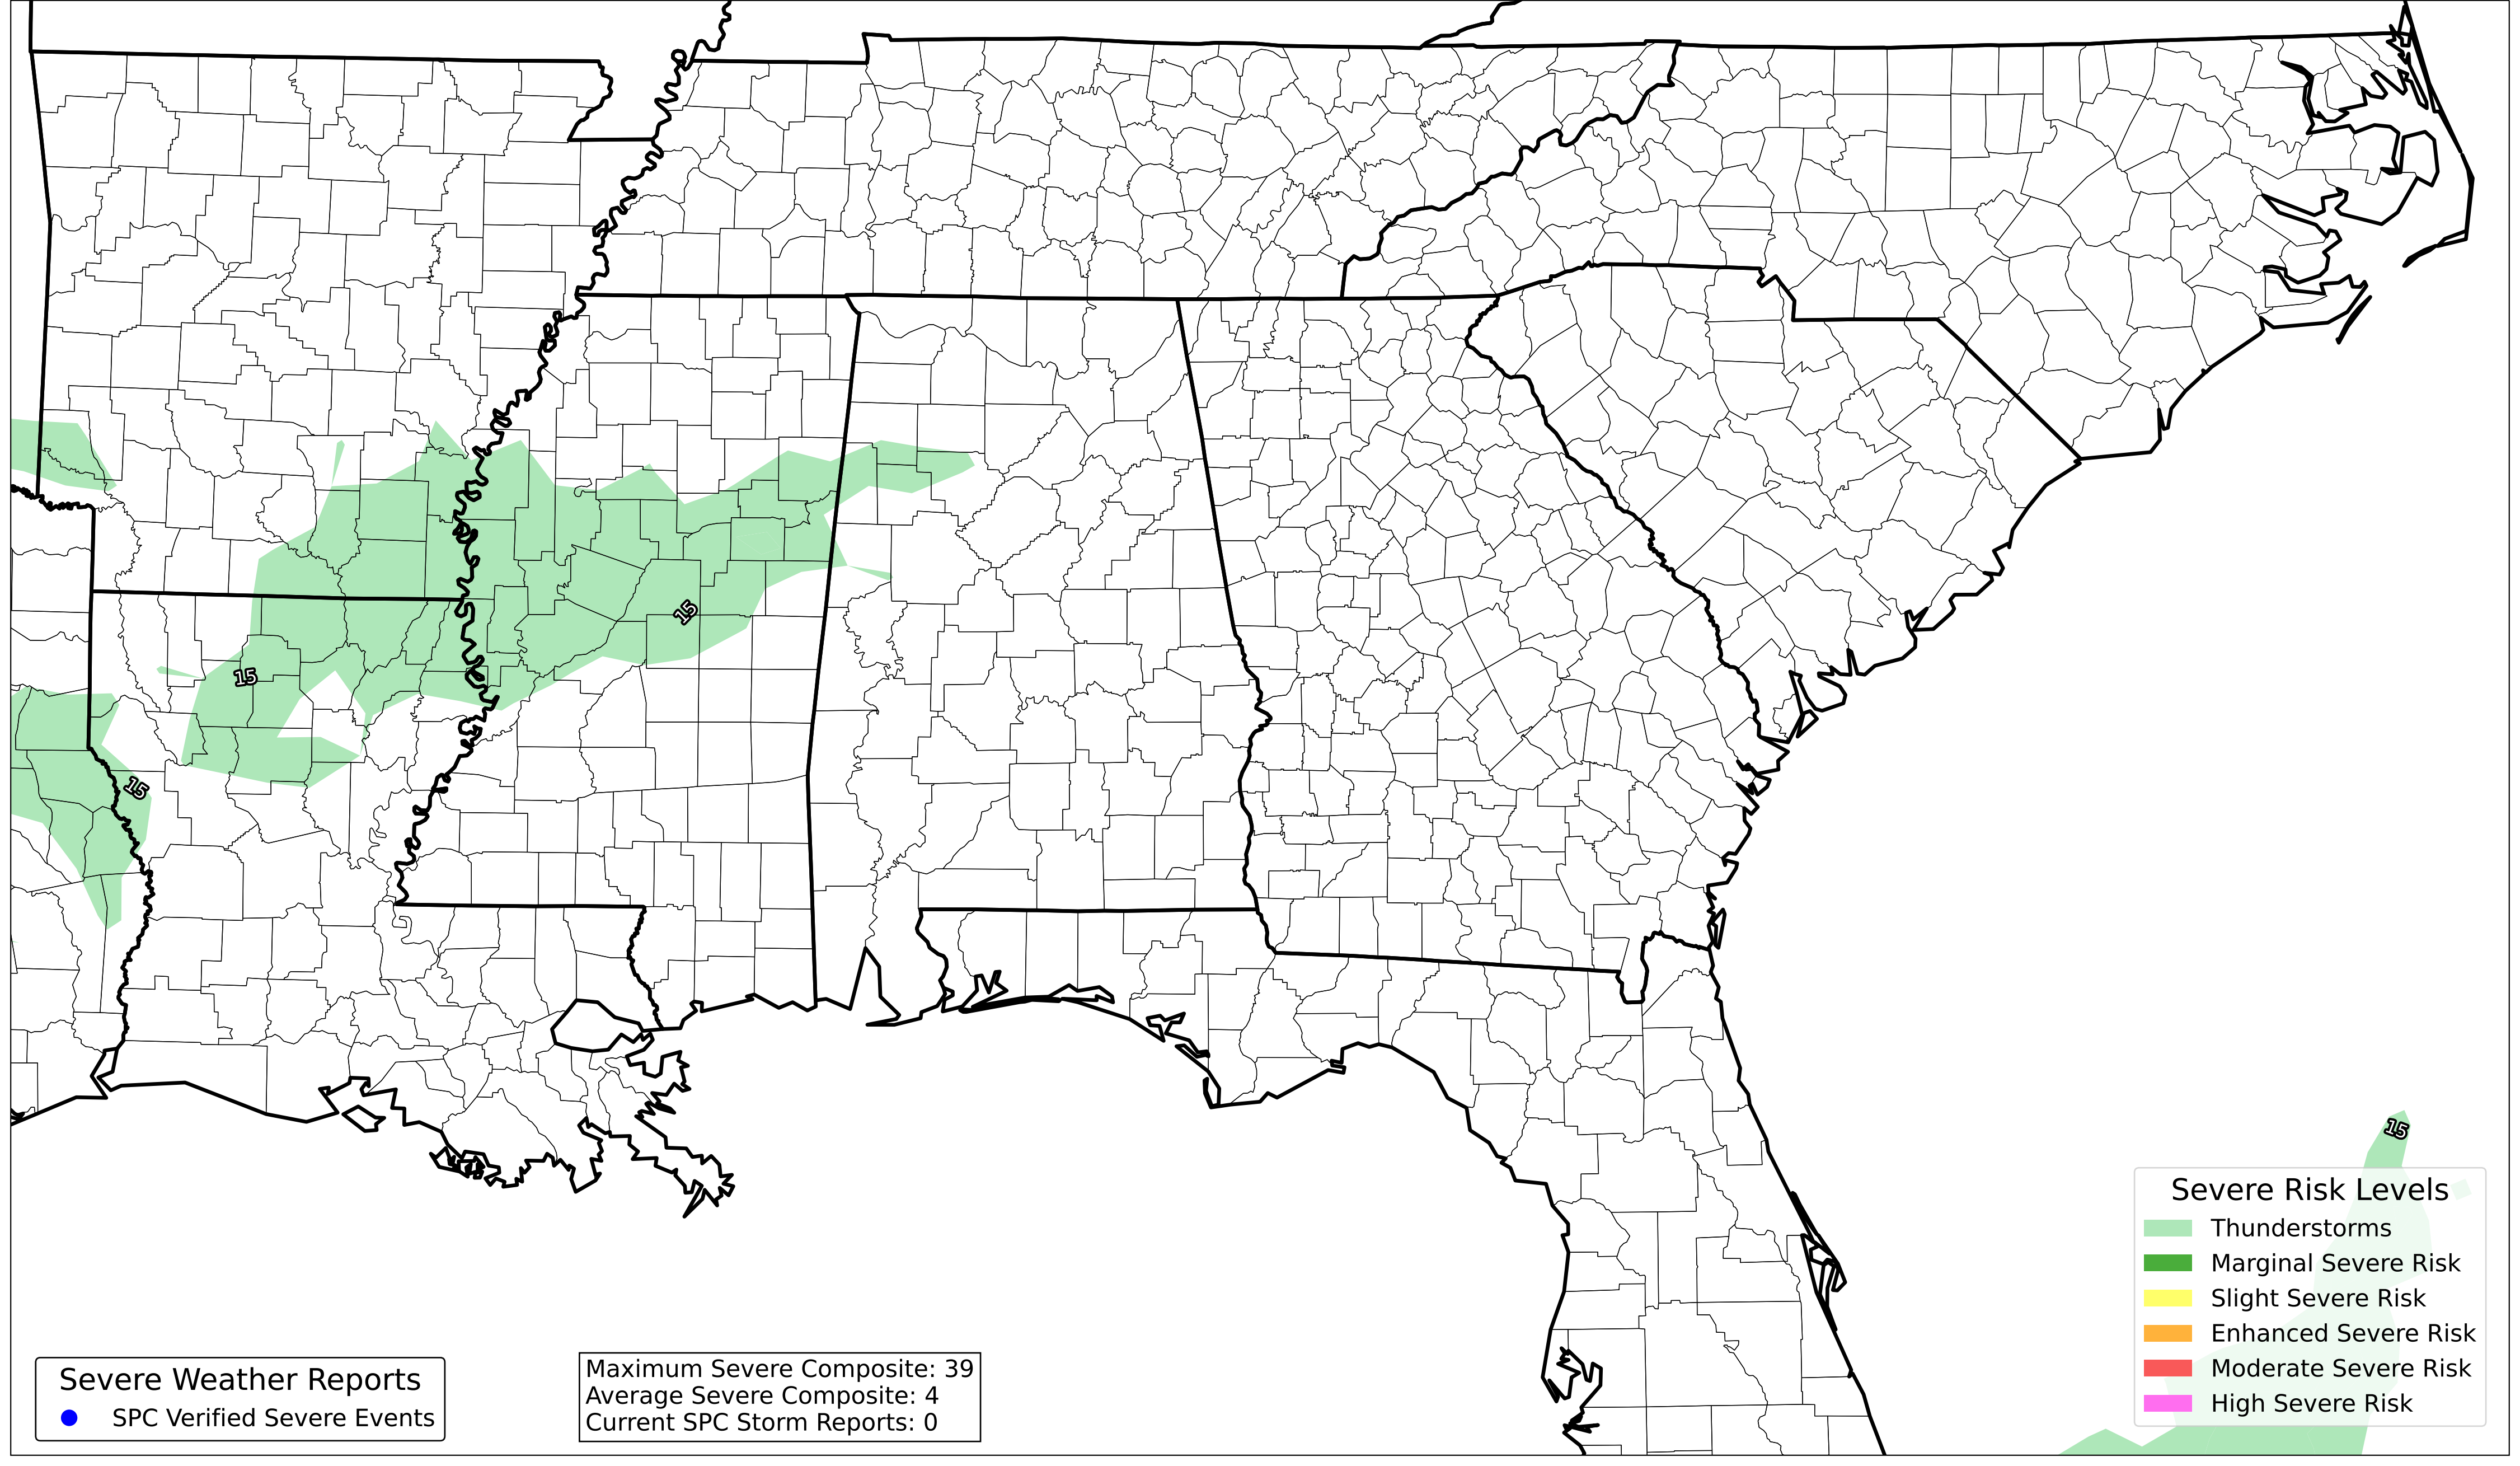 15
15
15
15
Severe Risk Levels
Thunderstorms
Marginal Severe Risk
Slight Severe Risk
Enhanced Severe Risk
Moderate Severe Risk
High Severe Risk
Severe Weather Reports
SPC Verified Severe Events
Maximum Severe Composite: 39
Average Severe Composite: 4
Current SPC Storm Reports: 0